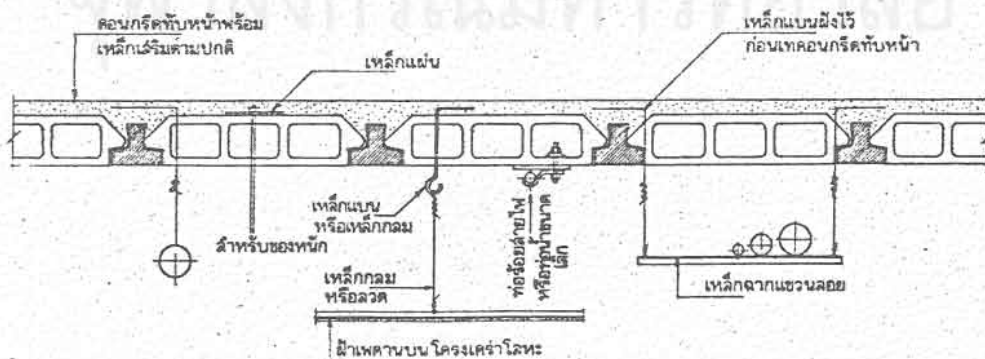 คอนกรีตทับหน้าพร้อม
เหล็กเสริมตามปกติ
เหล็กแผ่น
เหล็กแบนฝังไว้
ก่อนเทคอนกรีตทับหน้า
เหล็กแบน
หรือเหล็กกลม
สำหรับของหนัก
เหล็กกลม
หรือลวด
ท่อร้อยสายไฟ
หรือท่อน้ำขนาด
เล็ก
เหล็กฉากแขวนลอย
ฝ้าเพดานบนโครงเคร่าโลหะ